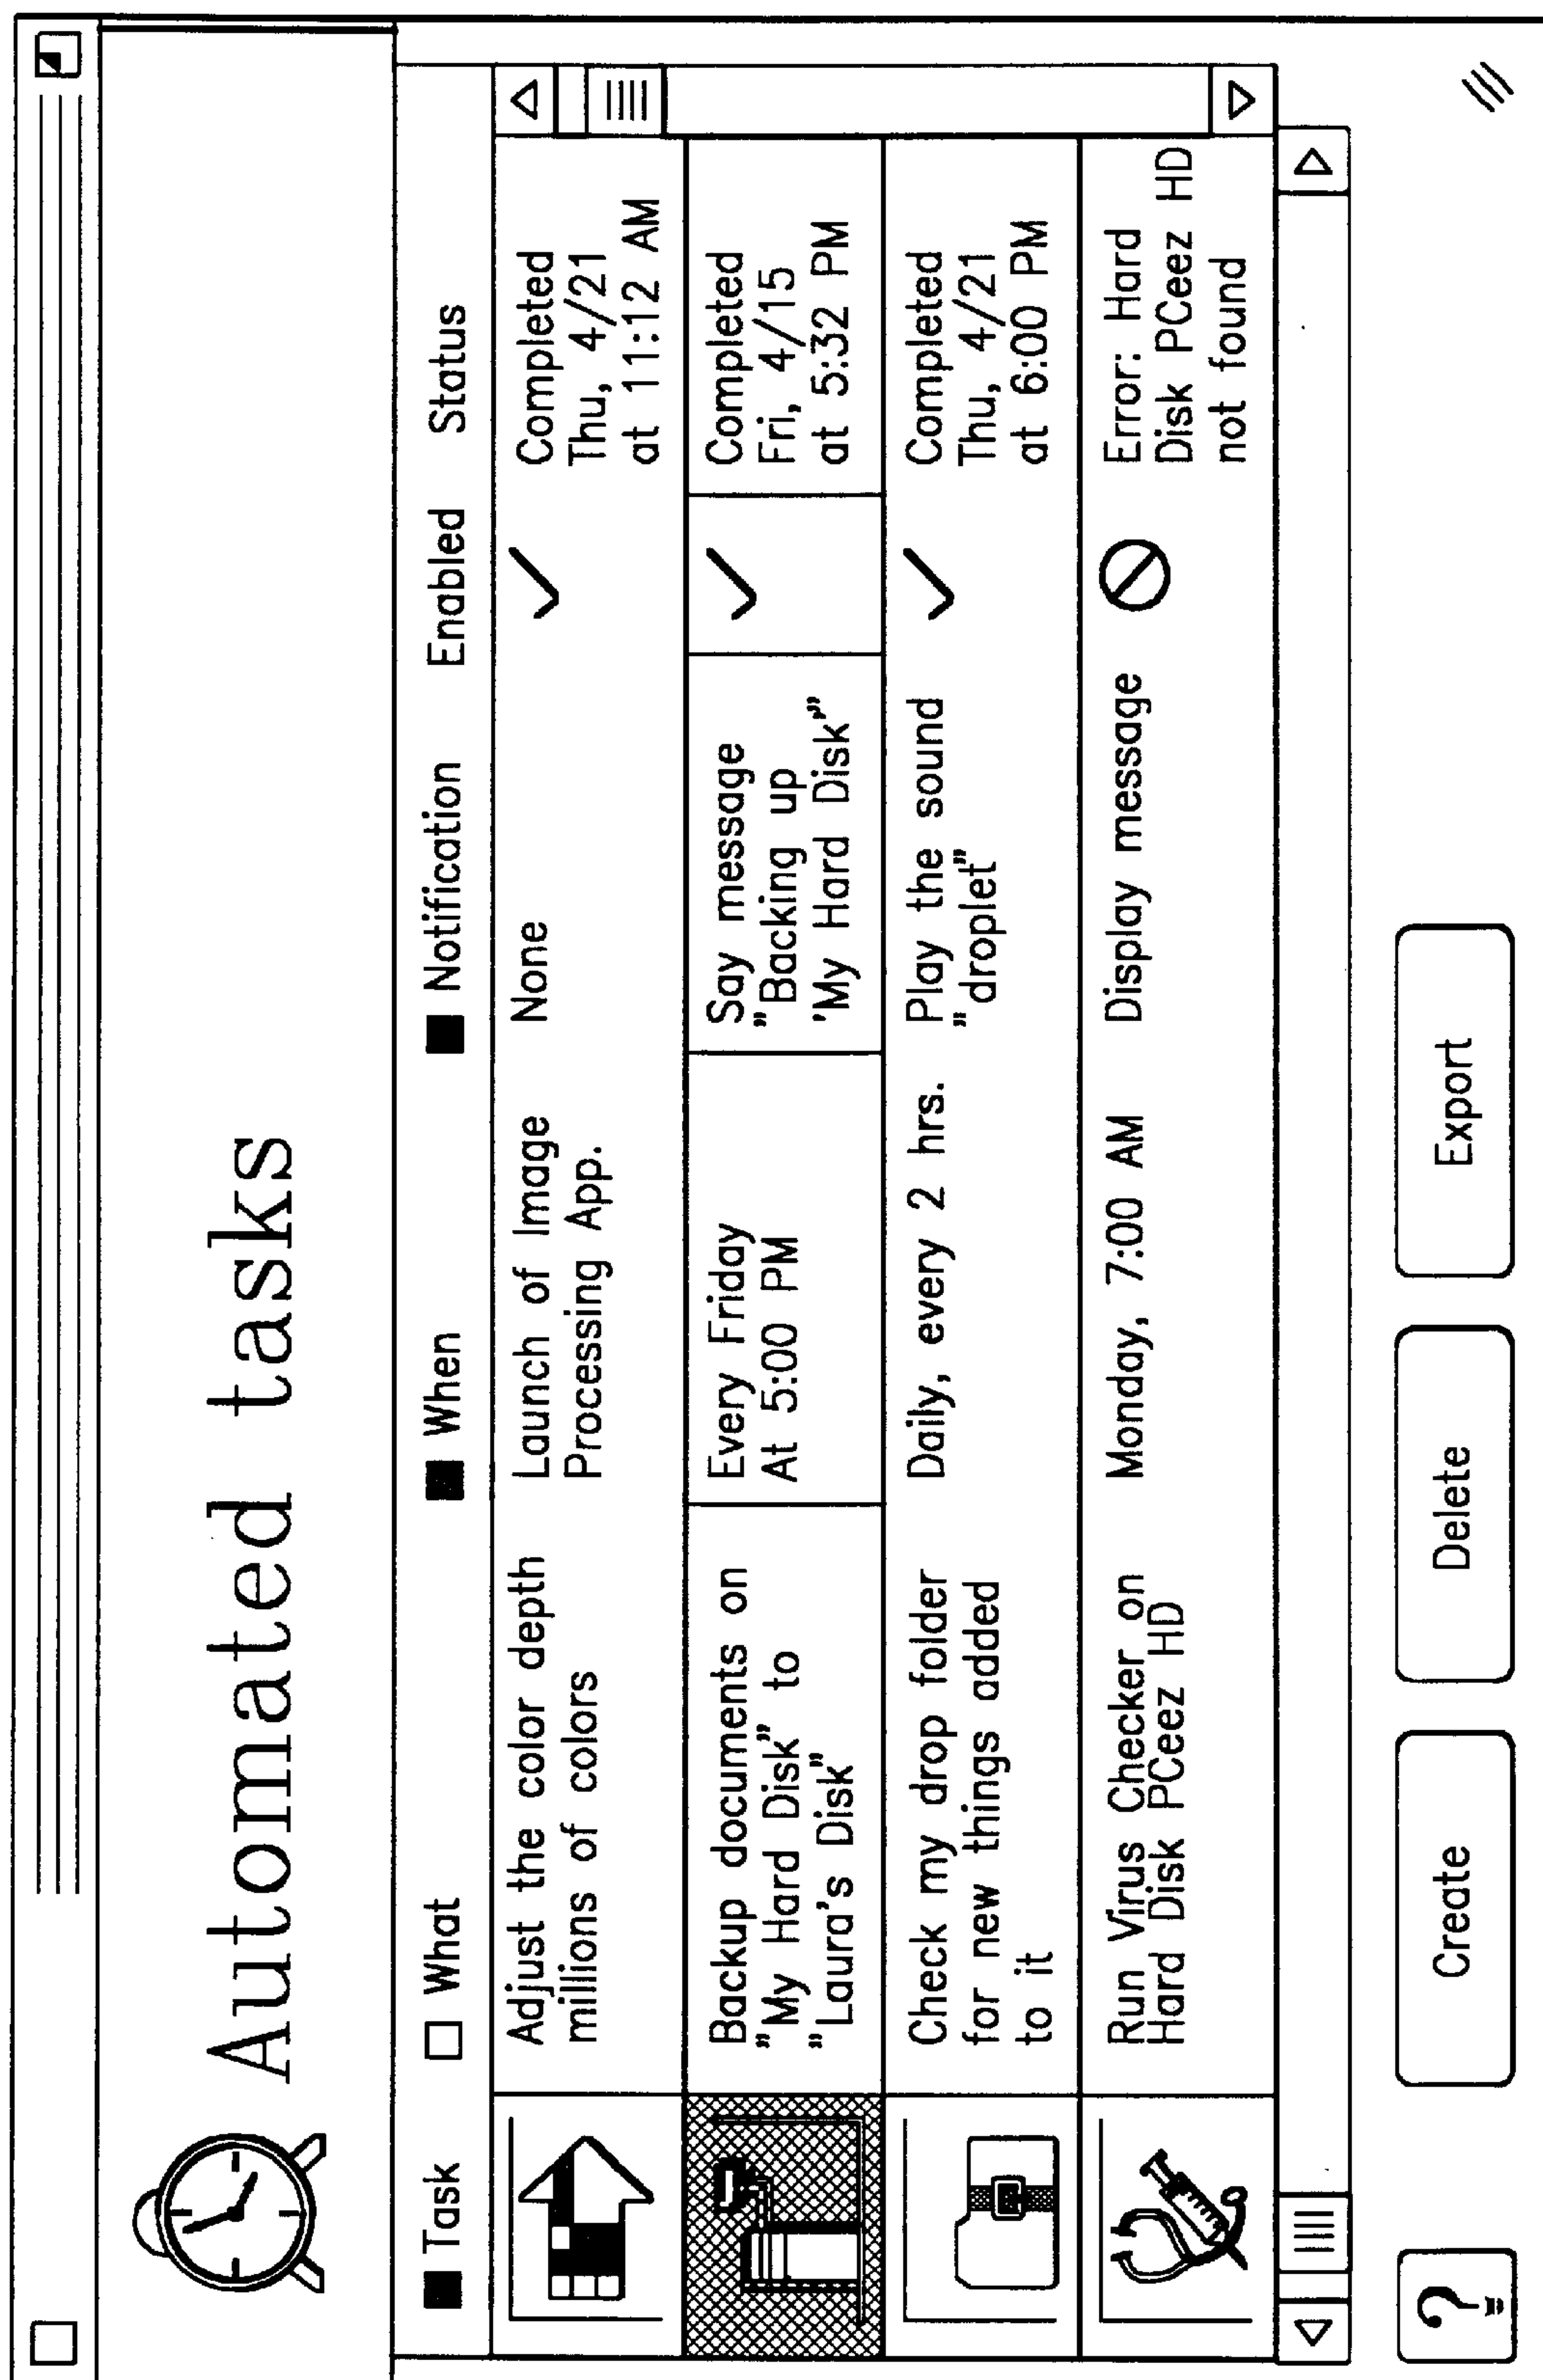 Automated tasks
Task What When Notification Enabled Status
Adjust the color depth
millions of colors
Launch of Image
Processing App.
None
Completed
Thu, 4/21
at 11:12 AM
Backup documents on
"My Hard Disk" to
"Laura's Disk"
Every Friday
At 5:00 PM
Say message
"Backing up
'My Hard Disk'"
Completed
Fri, 4/15
at 5:32 PM
Check my drop folder
for new things added
to it
Daily, every 2 hrs.
Play the sound
"droplet"
Completed
Thu, 4/21
at 6:00 PM
Run Virus Checker on
Hard Disk PCeez HD
Monday, 7:00 AM
Display message
Error: Hard
Disk PCeez HD
not found
? Create Delete Export